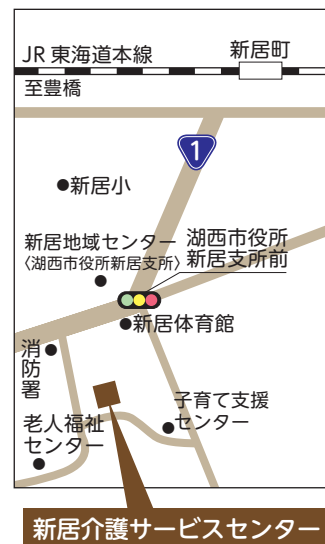 JR東海道本線
新居町
至豊橋
1
●新居小
新居地域センター
〈湖西市役所新居支所〉
湖西市役所
新居支所前
●新居体育館
消防署
子育て支援
センター
老人福祉
センター
新居介護サービスセンター